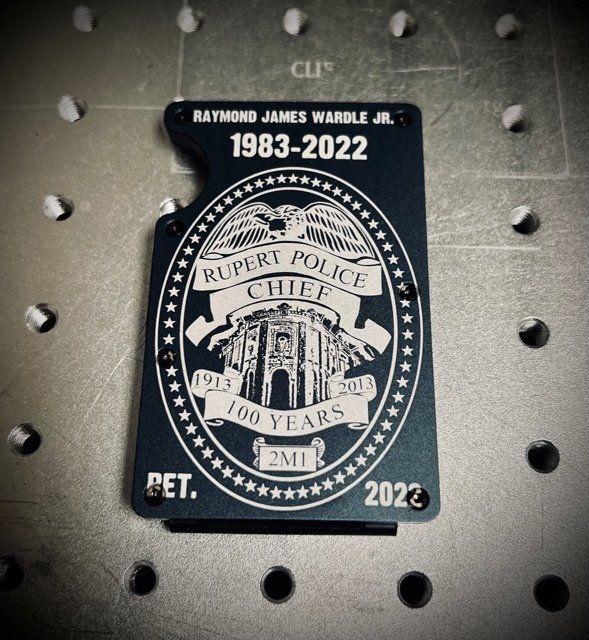 RAYMOND JAMES WARDLE JR.
1983-2022
RUPERT POLICE
CHIEF
1913 2013
100 YEARS
2M1
RET. 2022